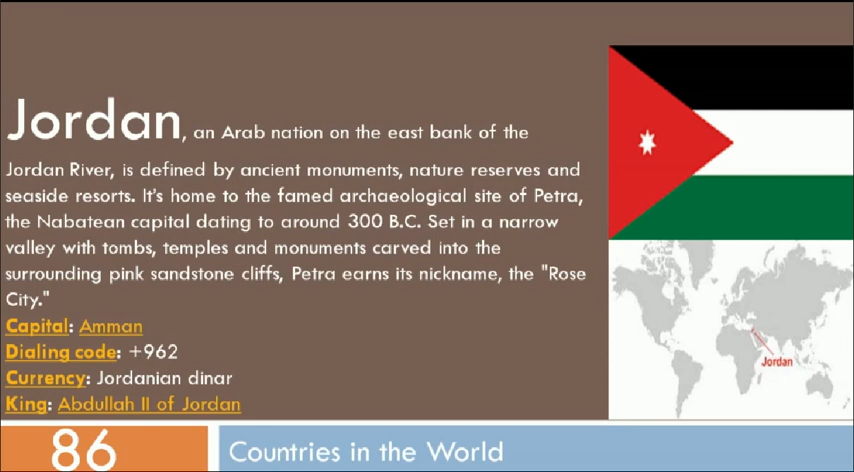 Jordan, an Arab nation on the east bank of the
Jordan River, is defined by ancient monuments, nature reserves and
seaside resorts. It's home to the famed archaeological site of Petra,
the Nabatean capital dating to around 300 B.C. Set in a narrow
valley with tombs, temples and monuments carved into the
surrounding pink sandstone cliffs, Petra earns its nickname, the "Rose
City."
Capital: Amman
Dialing code: +962
Currency: Jordanian dinar
King: Abdullah II of Jordan
Jordan
86
Countries in the World